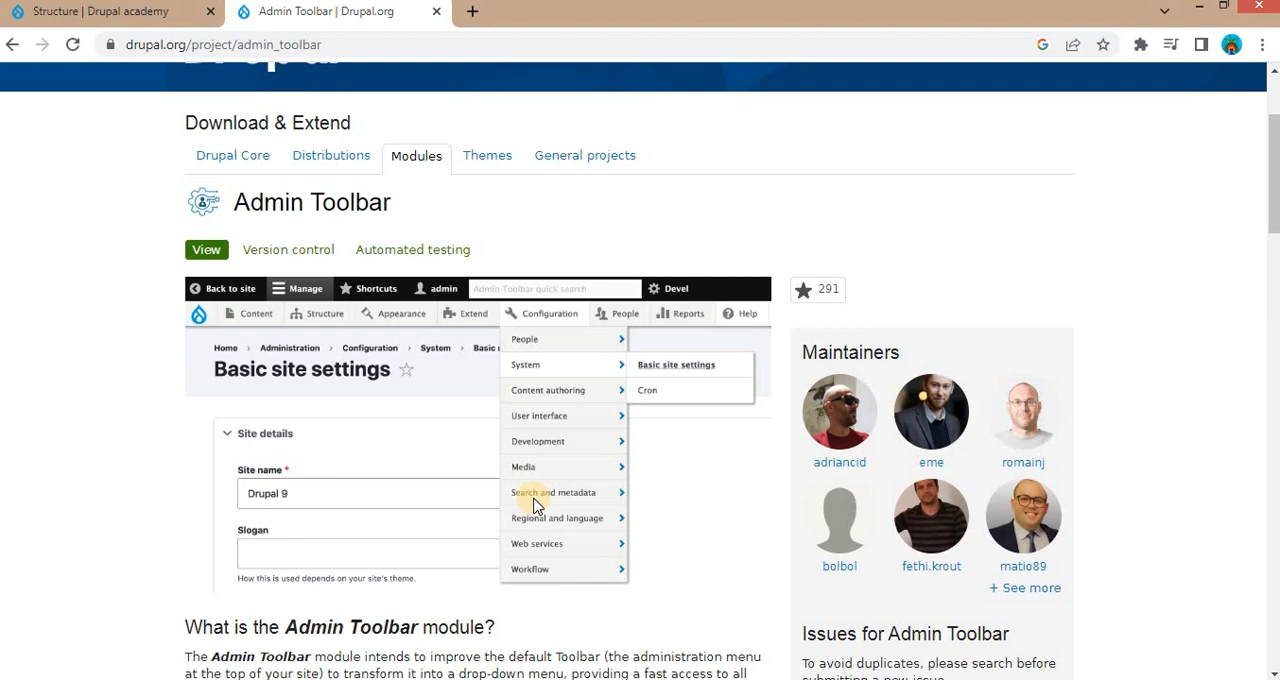 Structure | Drupal academy
Admin Toolbar | Drupal.org
drupal.org/project/admin_toolbar
Download & Extend
Drupal Core
Distributions
Modules
Themes
General projects
Admin Toolbar
View
Version control
Automated testing
Back to site
Manage
Shortcuts
admin
Admin Toolbar quick search
Devel
Content
Structure
Appearance
Extend
Configuration
People
Reports
Help
Home
Administration
Configuration
System
Basic site settings
Site details
Site name *
Drupal 9
Slogan
How this is used depends on your site's theme.
People
System
Content authoring
User interface
Development
Media
Search and metadata
Regional and language
Web services
Workflow
Basic site settings
Cron
291
Maintainers
adriancid
eme
romainj
bolbol
fethi.krout
matio89
+ See more
What is the Admin Toolbar module?
The Admin Toolbar module intends to improve the default Toolbar (the administration menu
at the top of your site) to transform it into a drop-down menu, providing a fast access to all
Issues for Admin Toolbar
To avoid duplicates, please search before
submitting a new issue.